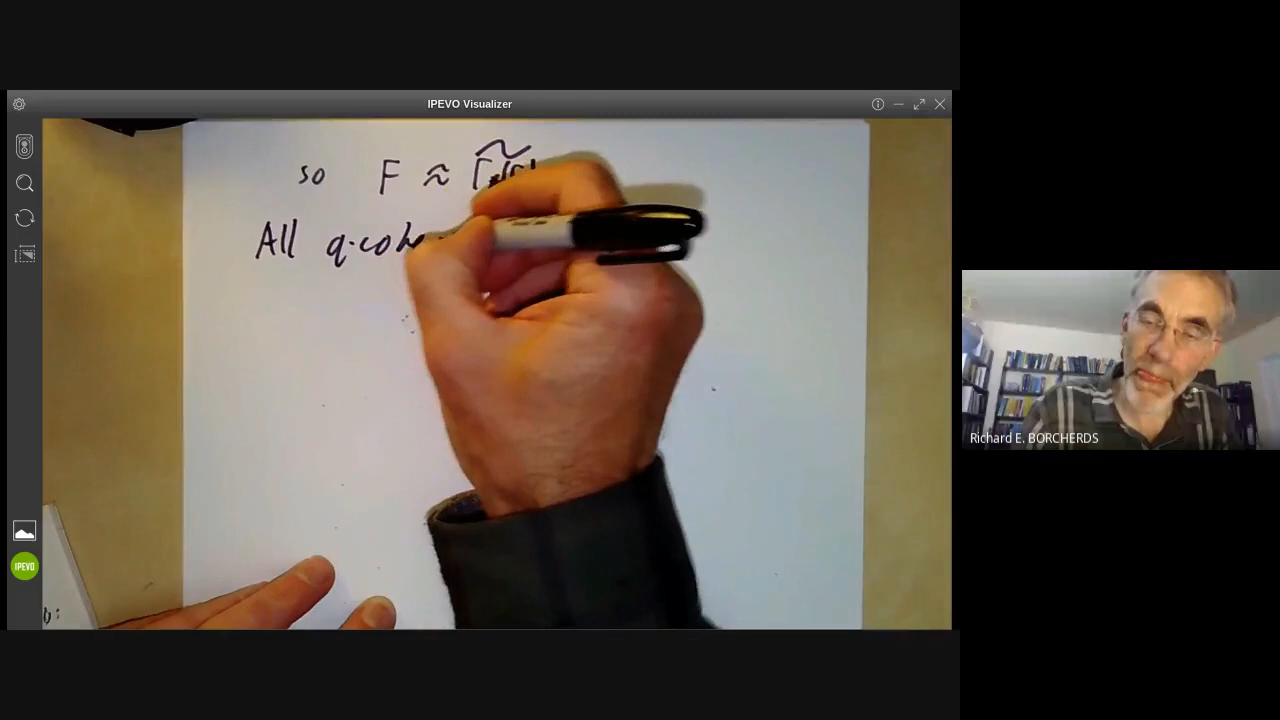 IPEVO Visualizer
so F ≈
All q.coh
IPEVO
Richard E. BORCHERDS